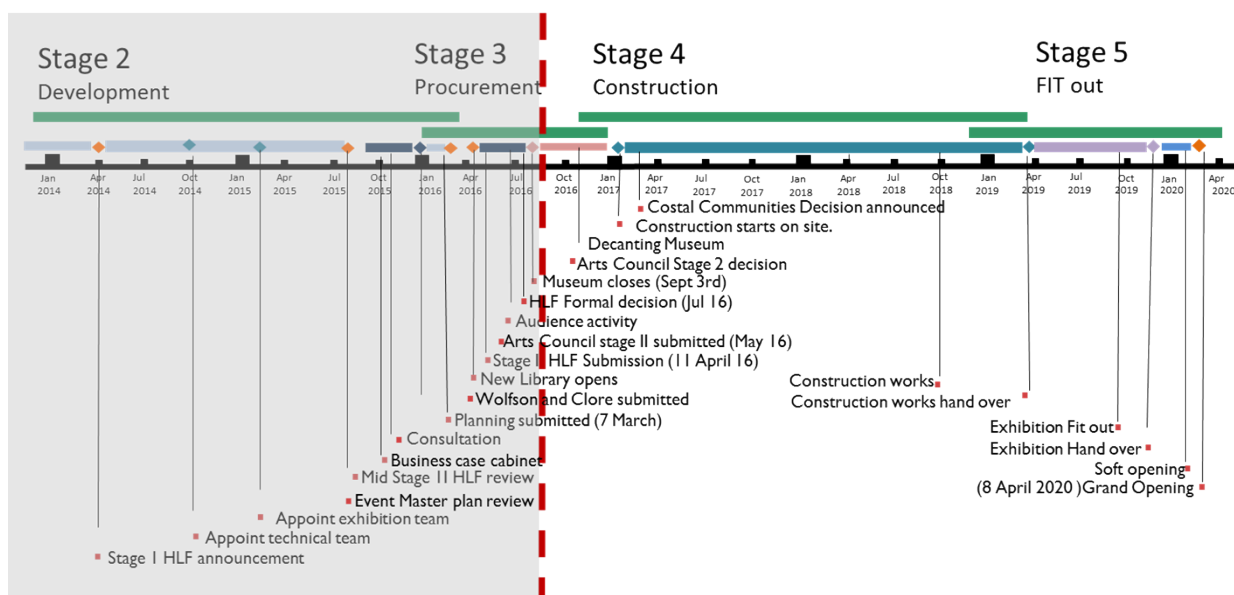 Stage 2
Development
Stage 3
Procurement
Stage 4
Construction
Stage 5
FIT out
Jan 2014
Apr 2014
Jul 2014
Oct 2014
Jan 2015
Apr 2015
Jul 2015
Oct 2015
Jan 2016
Apr 2016
Jul 2016
Oct 2016
Jan 2017
Apr 2017
Jul 2017
Oct 2017
Jan 2018
Apr 2018
Jul 2018
Oct 2018
Jan 2019
Apr 2019
Jul 2019
Oct 2019
Jan 2020
Apr 2020
Costal Communities Decision announced
Construction starts on site.
Decanting Museum
Arts Council Stage 2 decision
Museum closes (Sept 3rd)
HLF Formal decision (Jul 16)
Audience activity
Arts Council stage II submitted (May 16)
Stage HLF Submission (11 April 16)
New Library opens
Wolfson and Clore submitted
Planning submitted (7 March)
Consultation
Business case cabinet
Mid Stage II HLF review
Event Master plan review
Appoint exhibition team
Appoint technical team
Stage 1 HLF announcement
Construction works
Construction works hand over
Exhibition Fit out
Exhibition Hand over
Soft opening
(8 April 2020 )Grand Opening